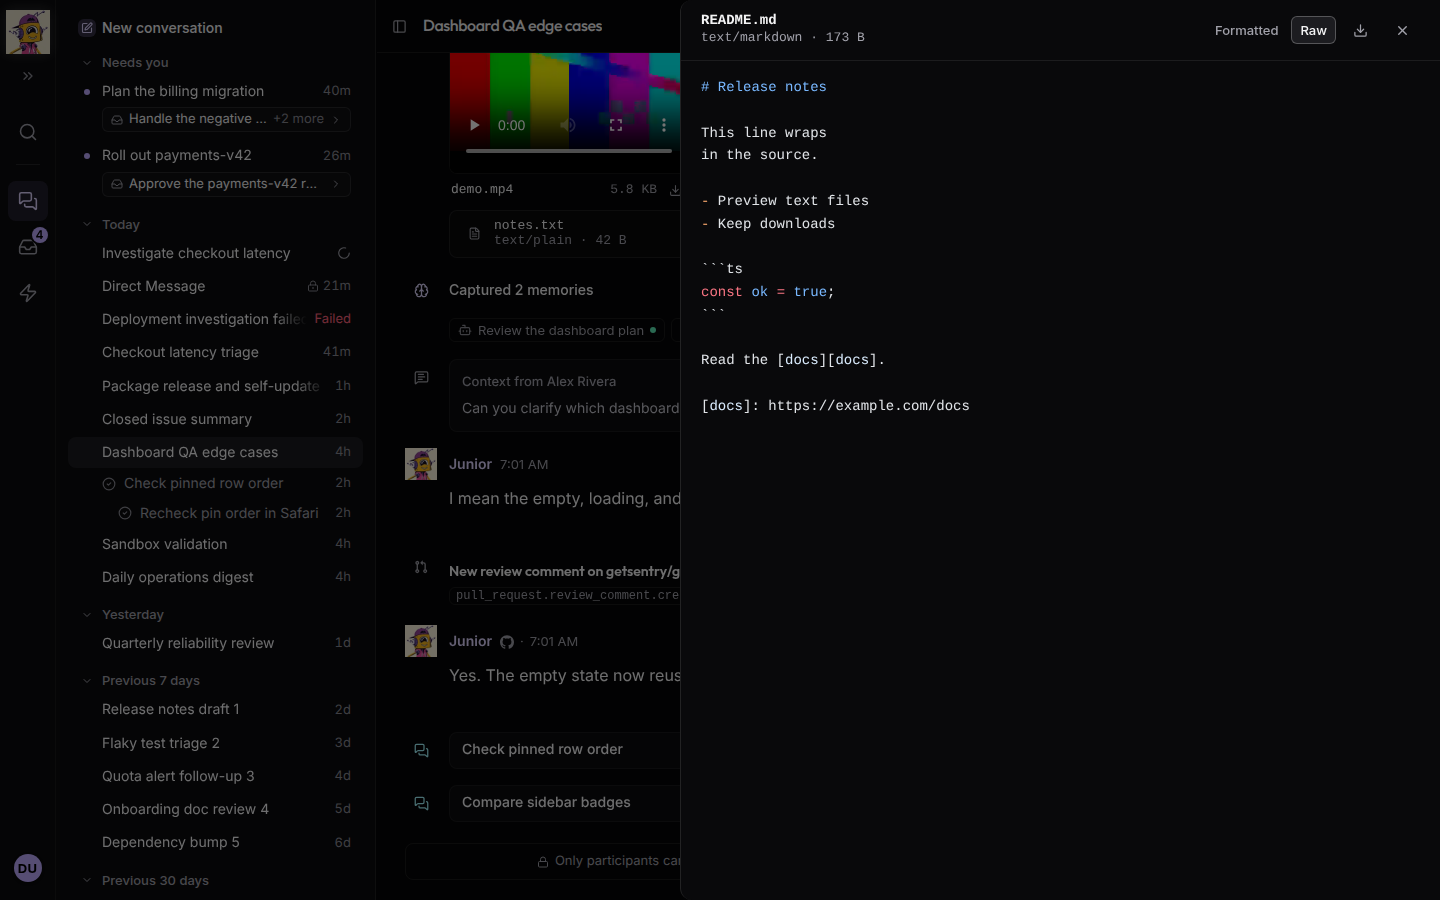 New conversation
Needs you
Plan the billing migration 40m
Handle the negative ... +2 more
Roll out payments-v42 26m
Approve the payments-v42 r...
Today
Investigate checkout latency
Direct Message 21m
Deployment investigation failed Failed
Checkout latency triage 41m
Package release and self-update 1h
Closed issue summary 2h
Dashboard QA edge cases 4h
Check pinned row order 2h
Recheck pin order in Safari 2h
Sandbox validation 4h
Daily operations digest 4h
Yesterday
Quarterly reliability review 1d
Previous 7 days
Release notes draft 1 2d
Flaky test triage 2 3d
Quota alert follow-up 3 4d
Onboarding doc review 4 5d
Dependency bump 5 6d
Previous 30 days
4
DU
Dashboard QA edge cases
0:00
demo.mp4 5.8 KB
notes.txt
text/plain · 42 B
Captured 2 memories
Review the dashboard plan
Context from Alex Rivera
Can you clarify which dashboard
Junior 7:01 AM
I mean the empty, loading, and
New review comment on getsentry/g
pull_request.review_comment.cre
Junior · 7:01 AM
Yes. The empty state now reus
Check pinned row order
Compare sidebar badges
Only participants can
README.md
text/markdown · 173 B
Formatted Raw
# Release notes
This line wraps
in the source.
- Preview text files
- Keep downloads
```ts
const ok = true;
```
Read the [docs][docs].
[docs]: https://example.com/docs